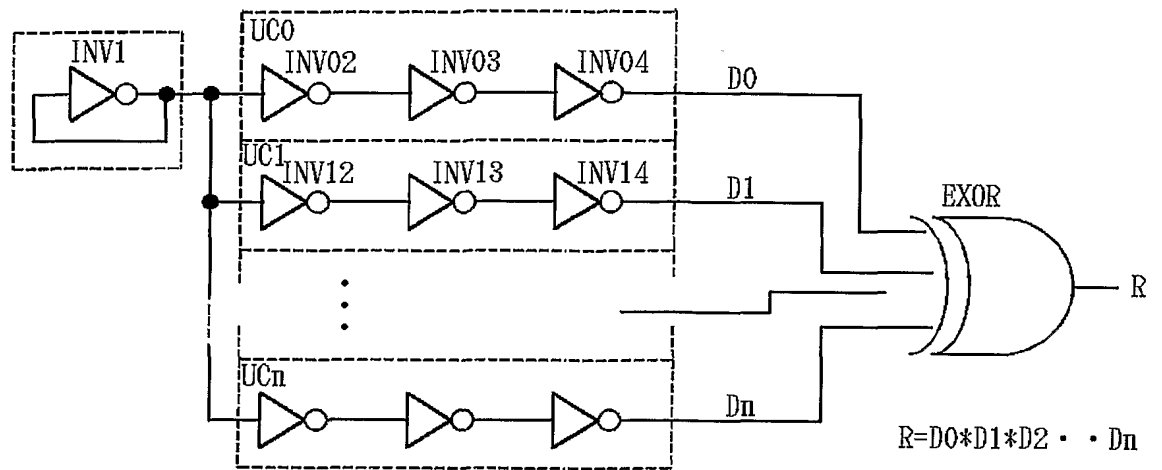 INV1
UC0
INV02 INV03 INV04
D0
UC1
INV12 INV13 INV14
D1
EXOR
R
UCn
Dn
R=D0*D1*D2・・Dn